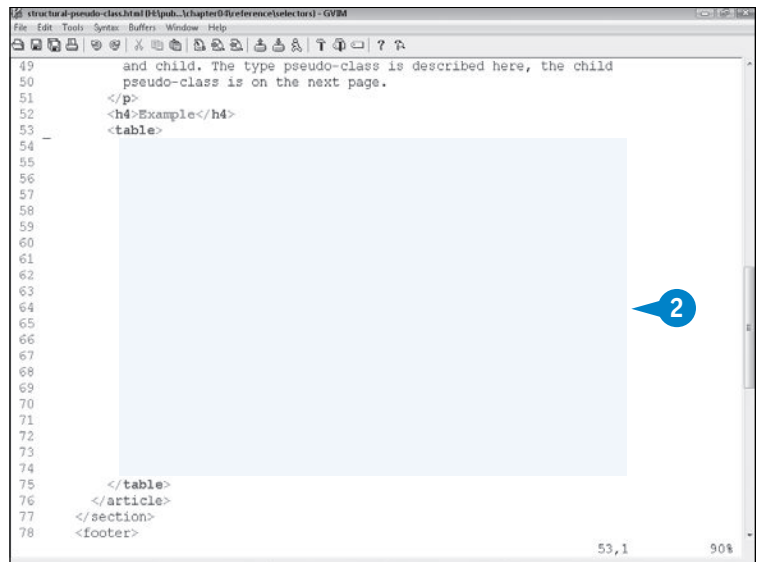 structural-pseudo-class.html (H:\pub...\chapter04\reference\selectors) - GVIM
File Edit Tools Syntax Buffers Window Help
49 and child. The type pseudo-class is described here, the child
50 pseudo-class is on the next page.
51 </p>
52 <h4>Example</h4>
53 <table>
54
55
56
57
58
59
60
61
62
63
64
65
66
67
68
69
70
71
72
73
74
75 </table>
76 </article>
77 </section>
78 <footer>
53,1 90%
2